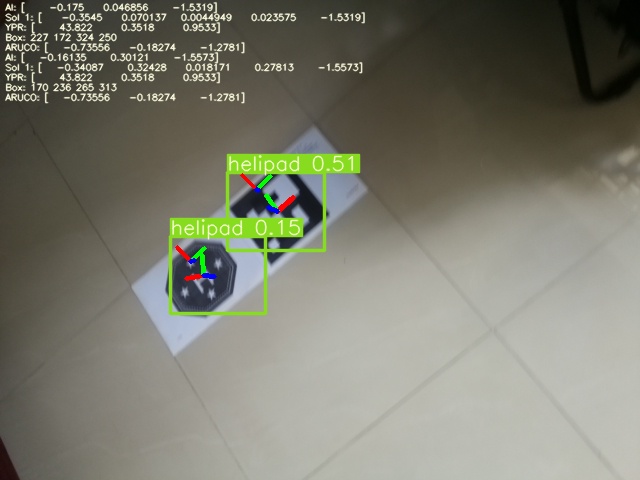 AI: [ -0.175 0.046856 -1.5319]
Sol 1: [ -0.3545 0.070137 0.0044949 0.023575 -1.5319]
YPR: [ 43.822 0.3518 0.9533]
Box: 227 172 324 250
ARUCO: [ -0.73556 -0.18274 -1.2781]
AI: [ -0.16135 0.30121 -1.5573]
Sol 1: [ -0.34087 0.32428 0.018171 0.27813 -1.5573]
YPR: [ 43.822 0.3518 0.9533]
Box: 170 236 265 313
ARUCO: [ -0.73556 -0.18274 -1.2781]
helipad 0.51
helipad 0.15